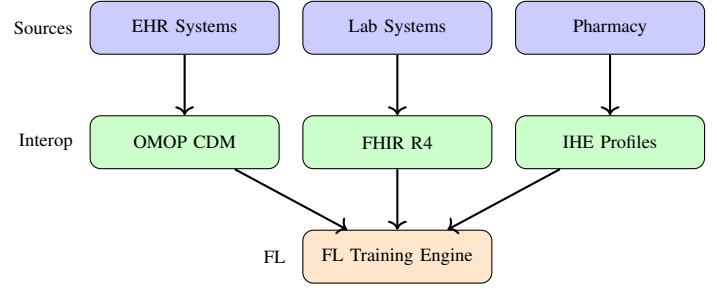 Sources
EHR Systems
Lab Systems
Pharmacy
Interop
OMOP CDM
FHIR R4
IHE Profiles
FL
FL Training Engine